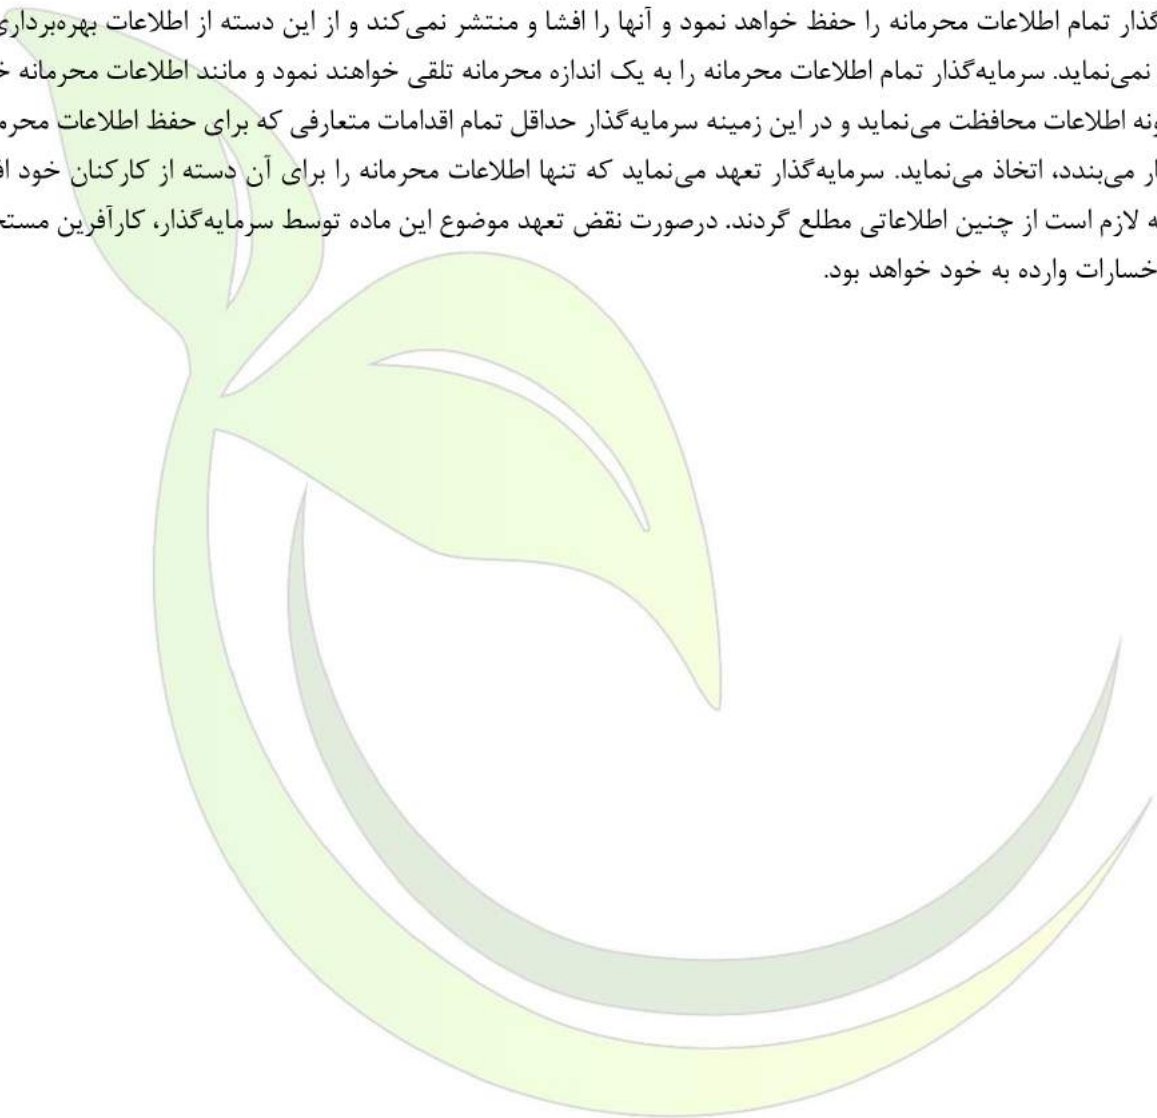 گذار تمام اطلاعات محرمانه را حفظ خواهد نمود و آنها را افشا و منتشر نمی‌کند و از این دسته از اطلاعات بهره‌برداری
نمی‌نماید. سرمایه‌گذار تمام اطلاعات محرمانه را به یک اندازه محرمانه تلقی خواهند نمود و مانند اطلاعات محرمانه
اطلاعات محافظت می‌نماید و در این زمینه سرمایه‌گذار حداقل تمام اقدامات متعارفی که برای حفظ اطلاعات
می‌بندد، اتخاذ می‌نماید. سرمایه‌گذار تعهد می‌نماید که تنها اطلاعات محرمانه را برای آن دسته از کارکنان خود
لازم است از چنین اطلاعاتی مطلع گردند. درصورت نقض تعهد موضوع این ماده توسط سرمایه‌گذار، کارآفرین
خسارات وارده به خود خواهد بود.